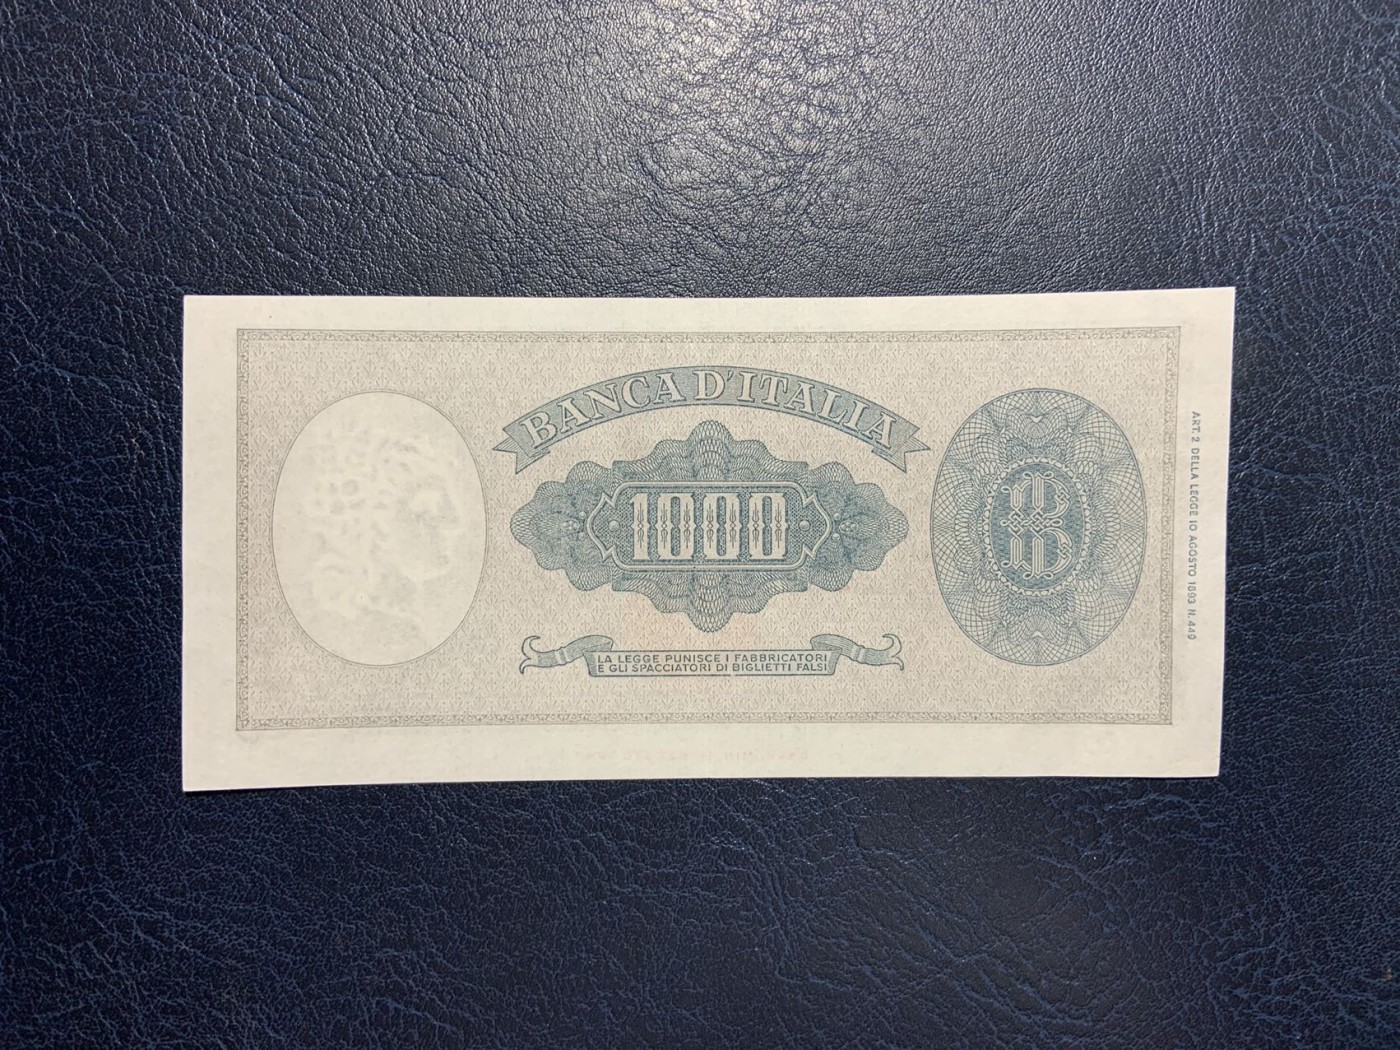 BANCA D'ITALIA
1000
B
LA LEGGE PUNISCE I FABBRICATORI
E GLI SPACCIATORI DI BIGLIETTI FALSI
ART. 2 DELLA LEGGE 10 AGOSTO 1893 N. 449